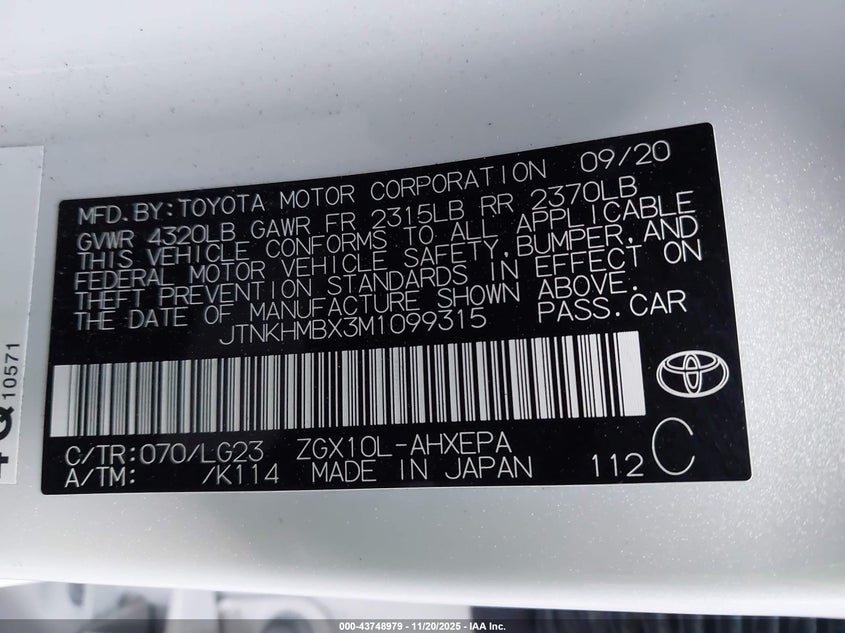 MFD. BY: TOYOTA MOTOR CORPORATION 09/20
GVWR 4320LB GAWR FR 2315LB RR 2370LB
THIS VEHICLE CONFORMS TO ALL APPLICABLE
FEDERAL MOTOR VEHICLE SAFETY, BUMPER, AND
THEFT PREVENTION STANDARDS IN EFFECT ON
THE DATE OF MANUFACTURE SHOWN ABOVE.
JTNKHMBX3M1099315 PASS. CAR
C/TR: 070/LG23 ZGX10L-AHXEPA
A/TM: /K114 MADE IN JAPAN 112 C
10571
000-43748979 - 11/20/2025 - IAA Inc.